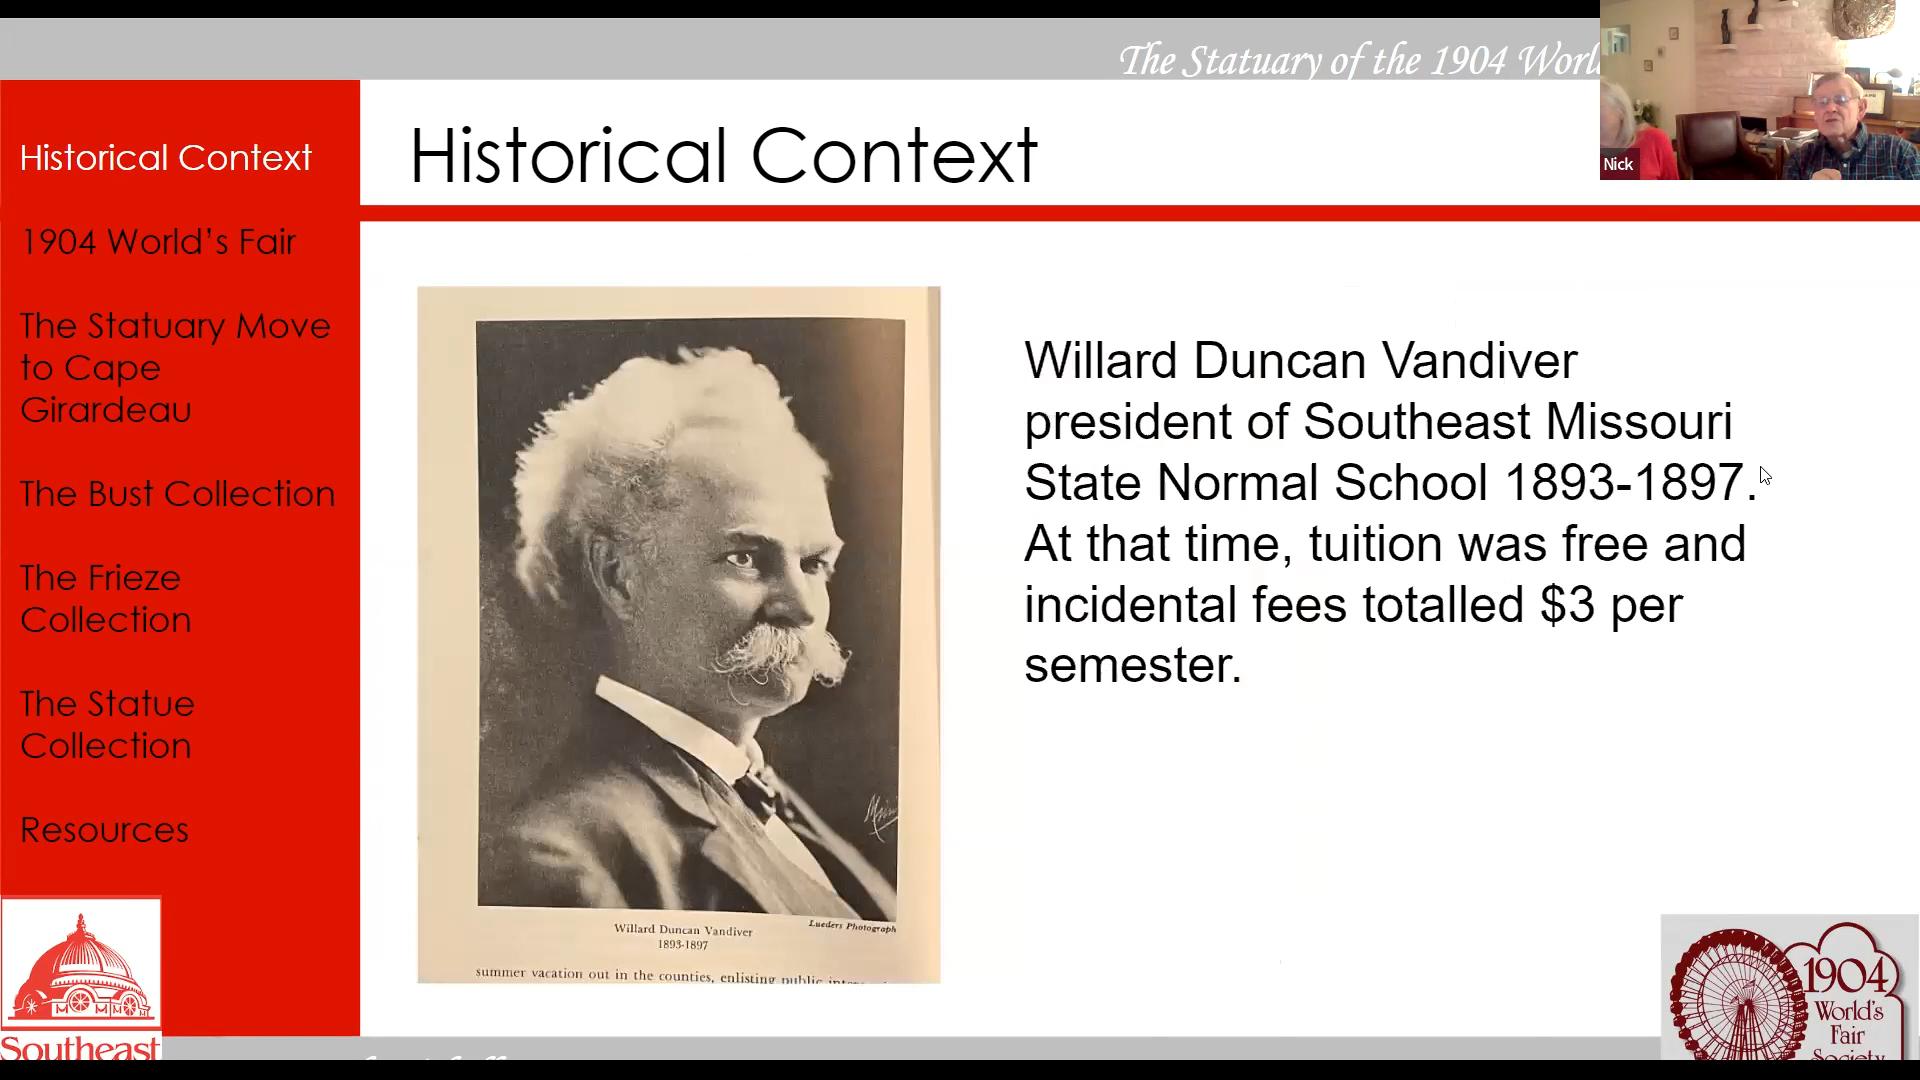 The Statuary of the 1904 World
Nick
Historical Context
1904 World's Fair
The Statuary Move
to Cape
Girardeau
The Bust Collection
The Frieze
Collection
The Statue
Collection
Resources
Southeast
Historical Context
Willard Duncan Vandiver
president of Southeast Missouri
State Normal School 1893-1897.
At that time, tuition was free and
incidental fees totalled $3 per
semester.
Lueders Photograph
Willard Duncan Vandiver
1893-1897
summer vacation out in the counties, enlisting public
1904
World's
Fair
Society